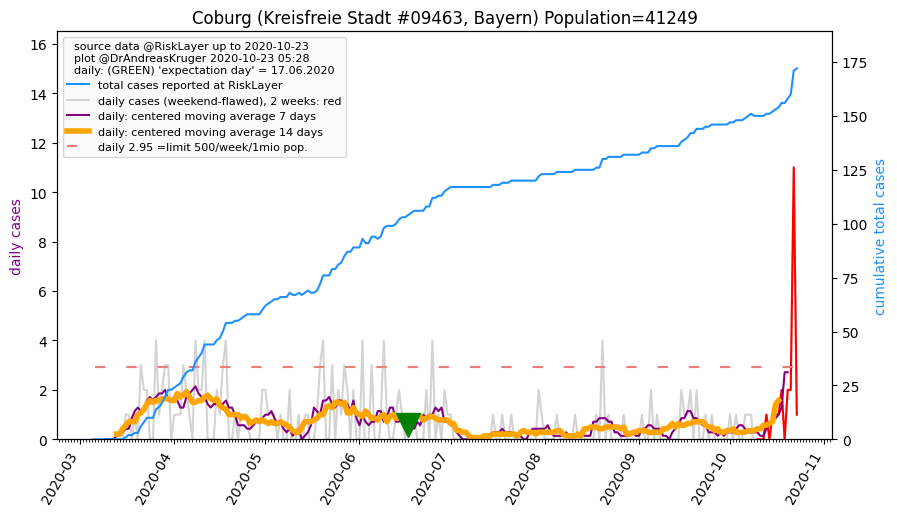 Coburg (Kreisfreie Stadt #09463, Bayern) Population=41249
source data @RiskLayer up to 2020-10-23
plot @DrAndreasKruger 2020-10-23 05:28
daily: (GREEN) 'expectation day' = 17.06.2020
total cases reported at RiskLayer
daily cases (weekend-flawed), 2 weeks: red
daily: centered moving average 7 days
daily: centered moving average 14 days
daily 2.95 =limit 500/week/1mio pop.
daily cases
16
14
12
10
8
6
4
2
0
175
150
125
100
75
50
25
0
cumulative total cases
2020-03
2020-04
2020-05
2020-06
2020-07
2020-08
2020-09
2020-10
2020-11